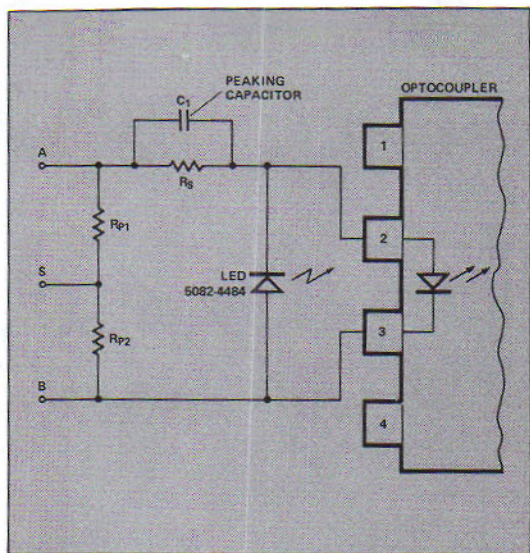 PEAKING
CAPACITOR
C1
OPTOCOUPLER
A
RS
1
RP1
2
S
LED
5082-4484
RP2
3
B
4